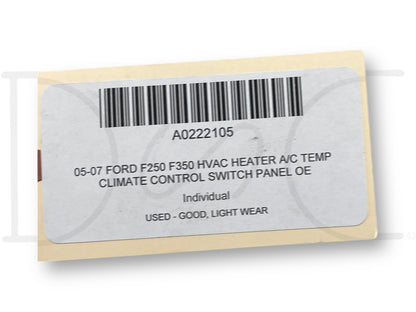 A0222105
05-07 FORD F250 F350 HVAC HEATER A/C TEMP
CLIMATE CONTROL SWITCH PANEL OE
Individual
USED - GOOD, LIGHT WEAR